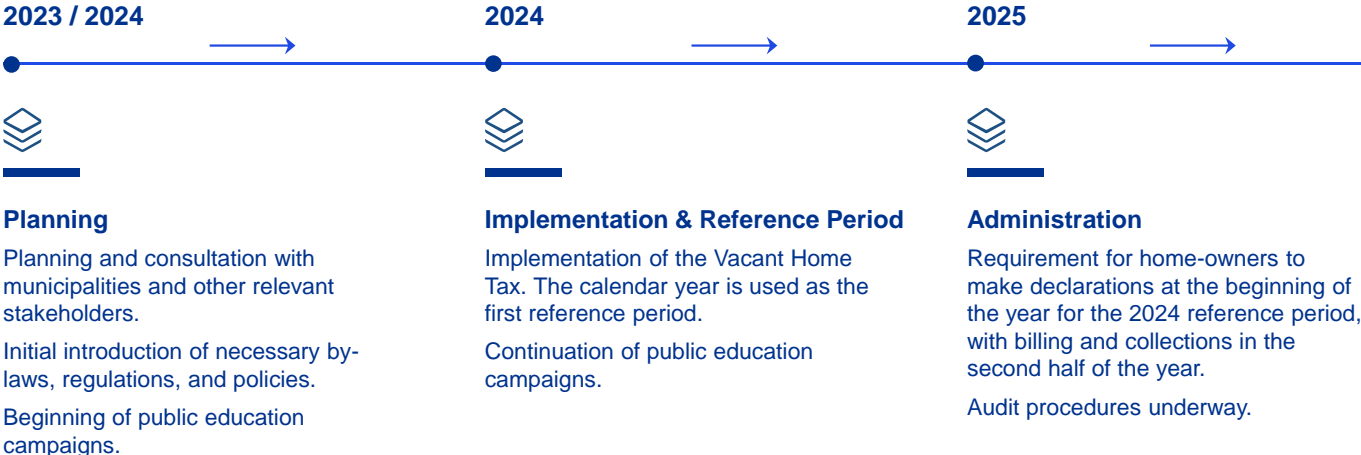 2023 / 2024
2024
2025
Planning
Planning and consultation with
municipalities and other relevant
stakeholders.
Initial introduction of necessary by-
laws, regulations, and policies.
Beginning of public education
campaigns.
Implementation & Reference Period
Implementation of the Vacant Home
Tax. The calendar year is used as the
first reference period.
Continuation of public education
campaigns.
Administration
Requirement for home-owners to
make declarations at the beginning of
the year for the 2024 reference period,
with billing and collections in the
second half of the year.
Audit procedures underway.